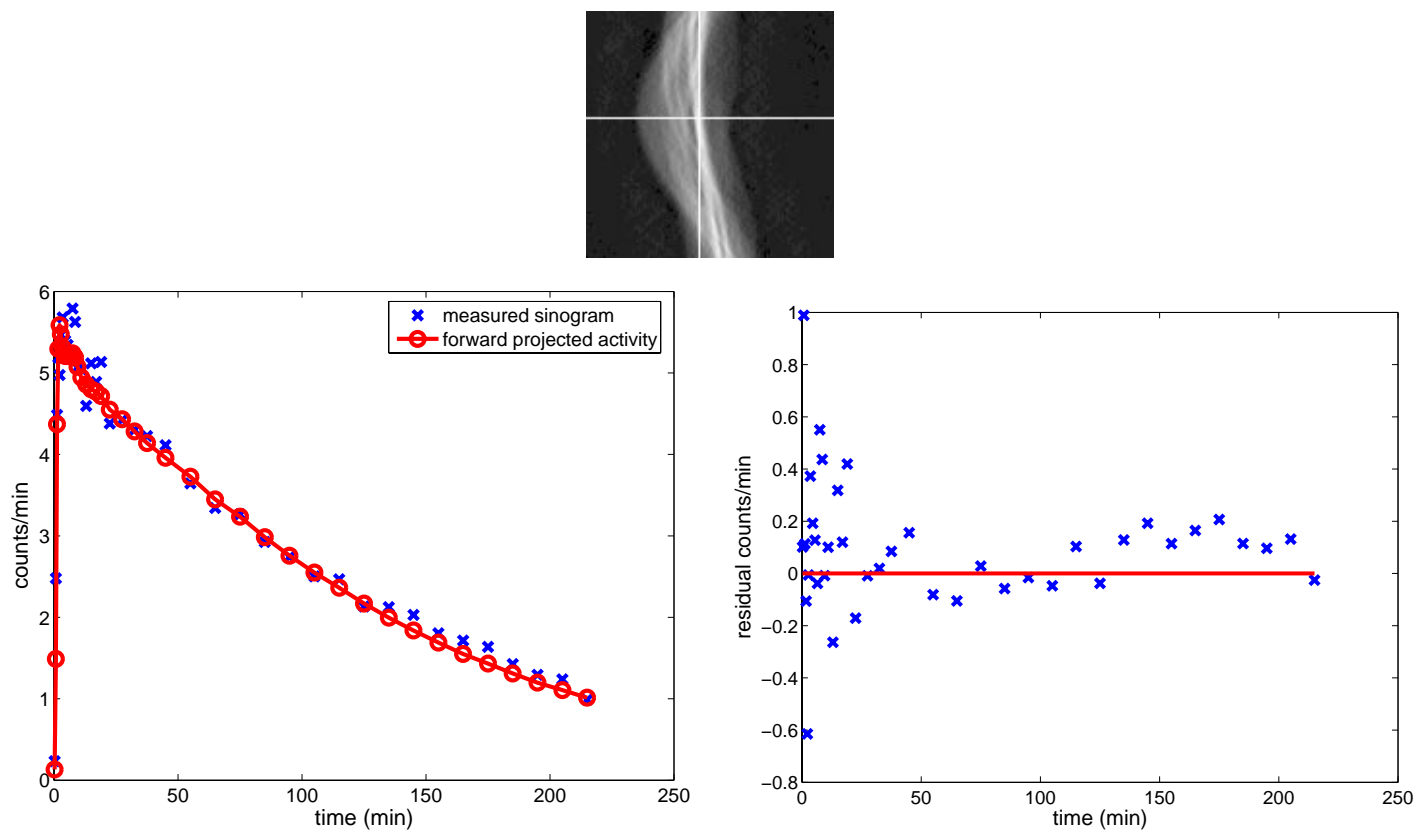 measured sinogram
forward projected activity
counts/min
6
5
4
3
2
1
0
0 50 100 150 200 250
time (min)
residual counts/min
1
0.8
0.6
0.4
0.2
0
−0.2
−0.4
−0.6
−0.8
0 50 100 150 200 250
time (min)